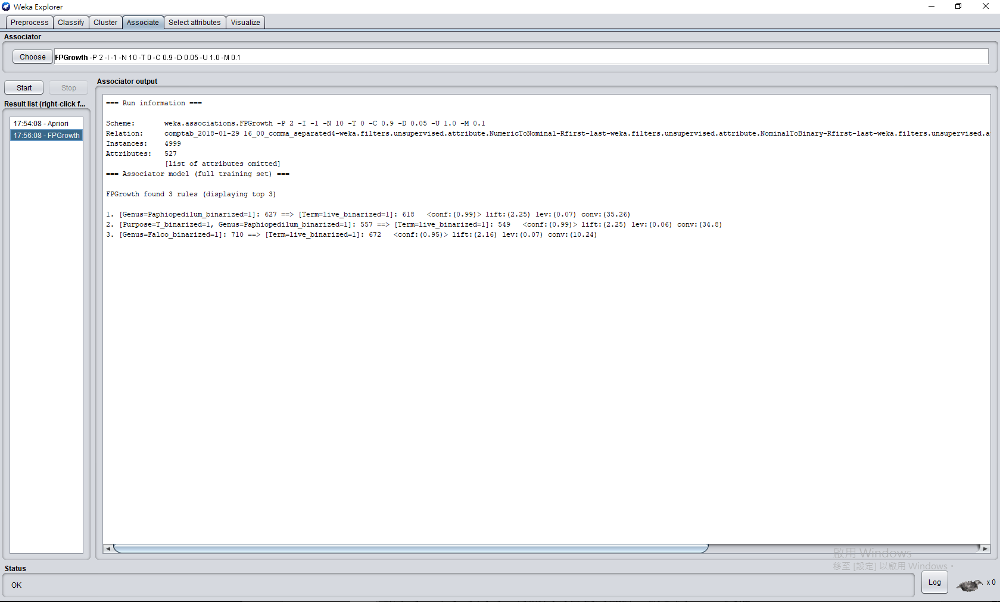 Weka Explorer
Preprocess Classify Cluster Associate Select attributes Visualize
Associator
Choose FPGrowth -P 2 -I -1 -N 10 -T 0 -C 0.9 -D 0.05 -U 1.0 -M 0.1
Start Stop
Associator output
Result list (right-click f...
17:54:08 - Apriori
17:56:08 - FPGrowth
=== Run information ===
Scheme: weka.associations.FPGrowth -P 2 -I -1 -N 10 -T 0 -C 0.9 -D 0.05 -U 1.0 -M 0.1
Relation: comptab_2018-01-29 16_00_comma_separated4-weka.filters.unsupervised.attribute.NumericToNominal-Rfirst-last-weka.filters.unsupervised.attribute.NominalToBinary-Rfirst-last-weka.filters.unsupervised.a
Instances: 4999
Attributes: 527
[list of attributes omitted]
=== Associator model (full training set) ===
FPGrowth found 3 rules (displaying top 3)
1. [Genus=Paphiopedilum_binarized=1]: 627 ==> [Term=live_binarized=1]: 618 <conf:(0.99)> lift:(2.25) lev:(0.07) conv:(35.26)
2. [Purpose=T_binarized=1, Genus=Paphiopedilum_binarized=1]: 557 ==> [Term=live_binarized=1]: 549 <conf:(0.99)> lift:(2.25) lev:(0.06) conv:(34.8)
3. [Genus=Falco_binarized=1]: 710 ==> [Term=live_binarized=1]: 672 <conf:(0.95)> lift:(2.16) lev:(0.07) conv:(10.24)
啟用 Windows
移至 [設定] 以啟用 Windows。
Status
OK
Log
x 0